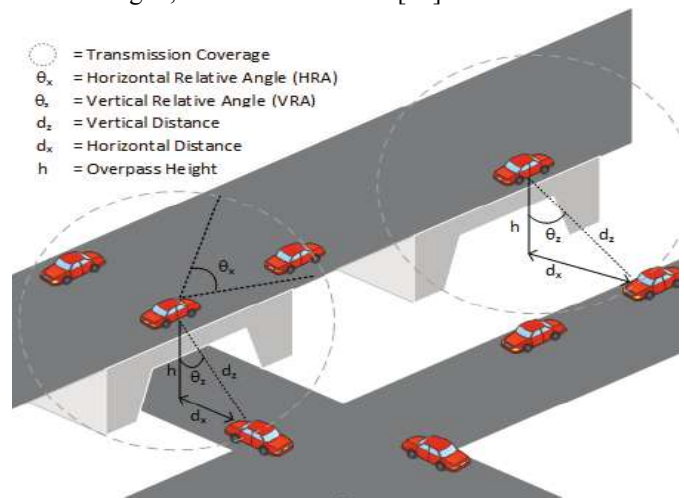 = Transmission Coverage
θx = Horizontal Relative Angle (HRA)
θz = Vertical Relative Angle (VRA)
dz = Vertical Distance
dx = Horizontal Distance
h = Overpass Height
h
θz
dz
dx
θx
h
θz
dz
dx